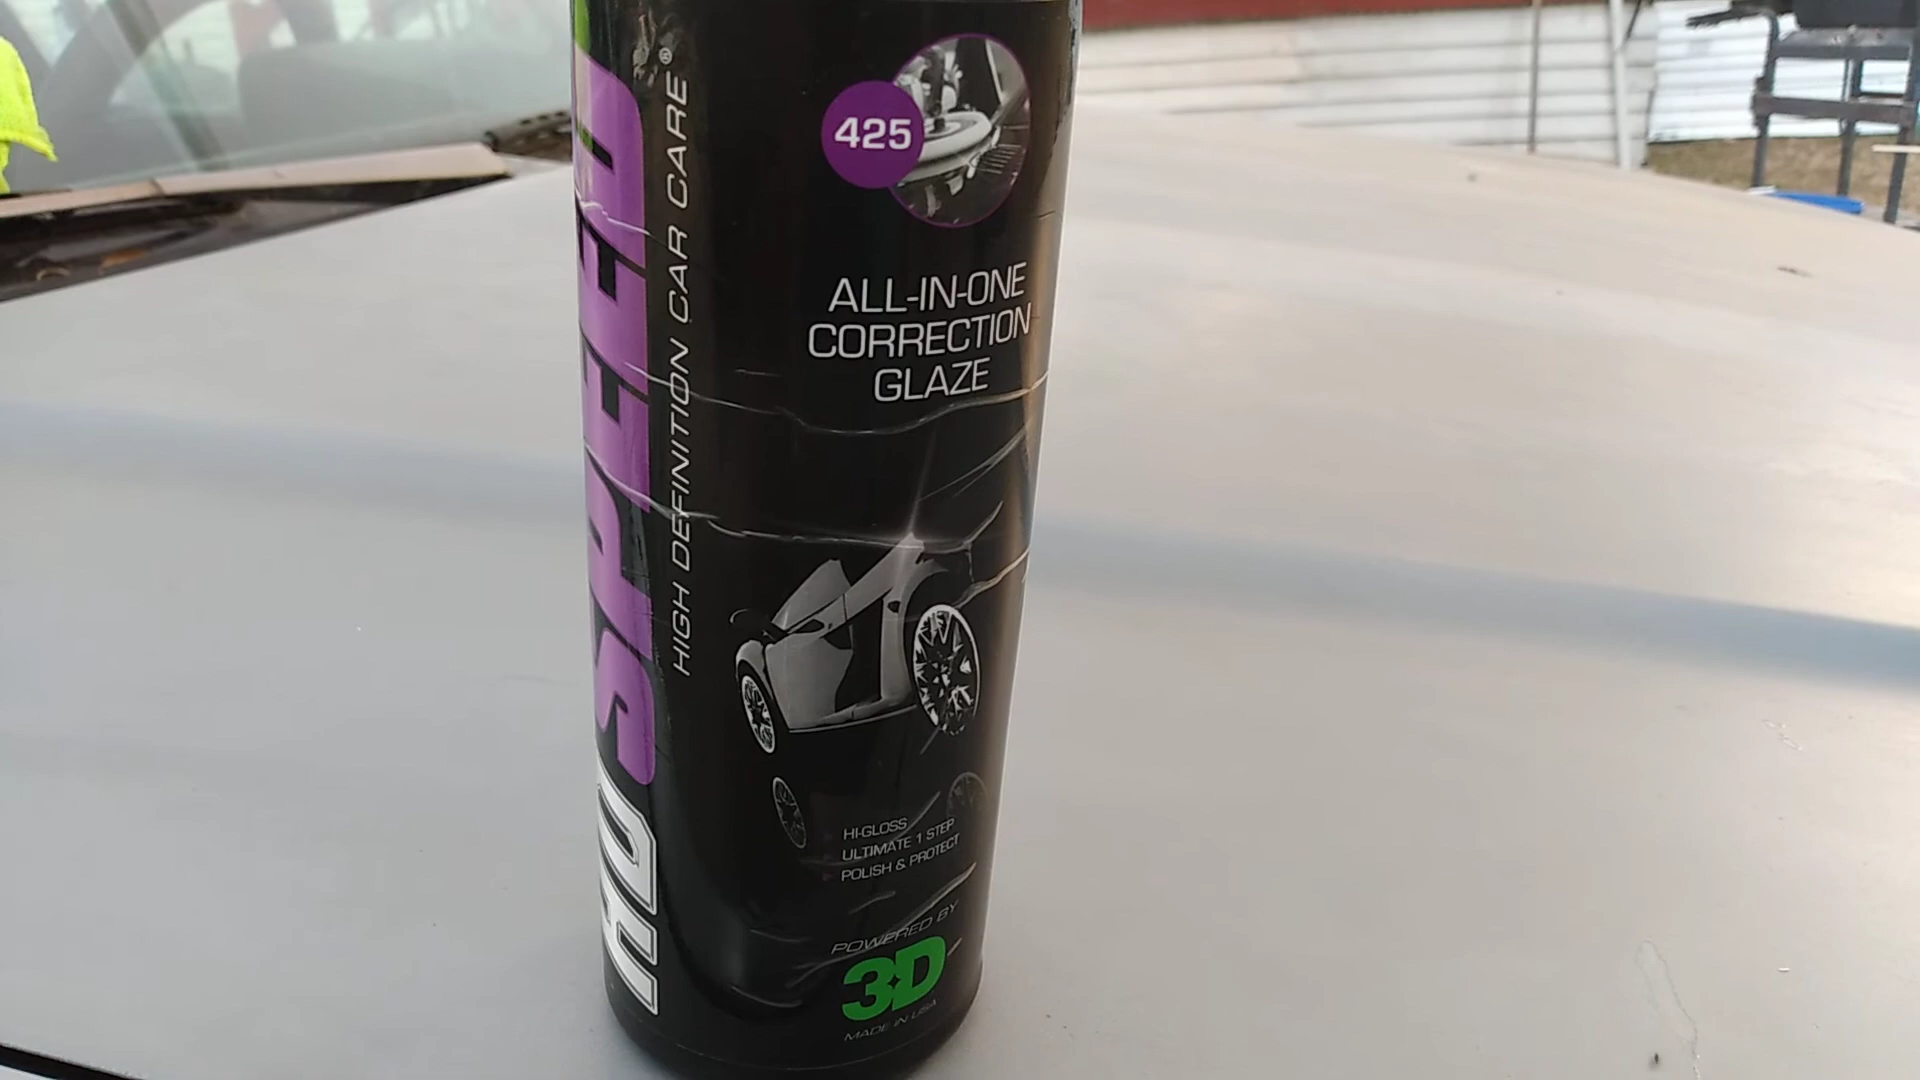 HD SPEED
HIGH DEFINITION CAR CARE®
425
ALL-IN-ONE
CORRECTION
GLAZE
HI-GLOSS
ULTIMATE 1 STEP
POLISH & PROTECT
POWERED BY
3D
MADE IN USA